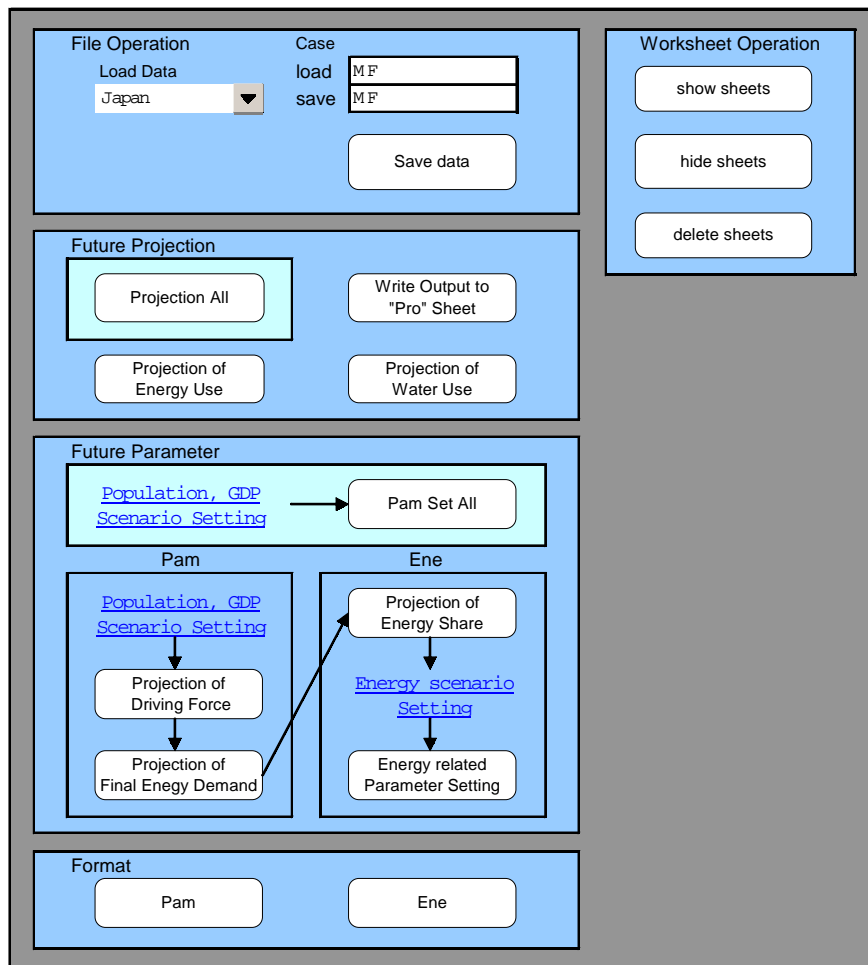 File Operation
Case
Load Data
load
MF
Japan
save
MF
Save data
Worksheet Operation
show sheets
hide sheets
delete sheets
Future Projection
Projection All
Write Output to
"Pro" Sheet
Projection of
Energy Use
Projection of
Water Use
Future Parameter
Population, GDP
Scenario Setting
Pam Set All
Pam
Population, GDP
Scenario Setting
Projection of
Driving Force
Projection of
Final Enegy Demand
Ene
Projection of
Energy Share
Energy scenario
Setting
Energy related
Parameter Setting
Format
Pam
Ene